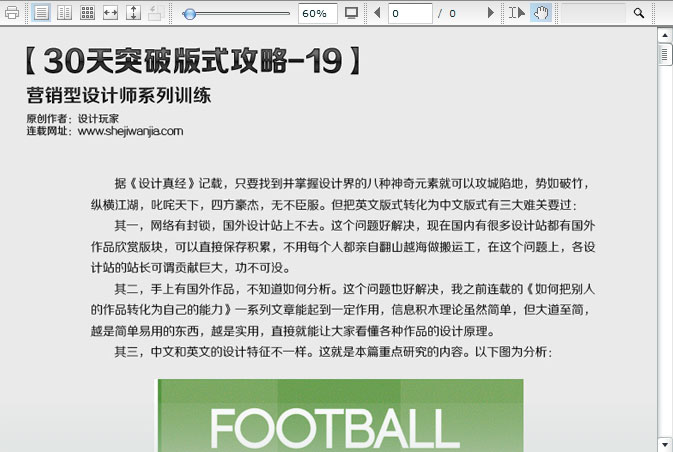 60%
0 / 0
【30天突破版式攻略-19】
营销型设计师系列训练
原创作者：设计玩家
连载网址：www.shejiwanjia.com
据《设计真经》记载，只要找到并掌握设计界的八种神奇元素就可以攻城陷地，势如破竹，
纵横江湖，叱咤天下，四方豪杰，无不臣服。但把英文版式转化为中文版式有三大难关要过：
其一，网络有封锁，国外设计站上不去。这个问题好解决，现在国内有很多设计站都有国外
作品欣赏版块，可以直接保存积累，不用每个人都亲自翻山越海做搬运工，在这个问题上，各设
计站的站长可谓贡献巨大，功不可没。
其二，手上有国外作品，不知道如何分析。这个问题也好解决，我之前连载的《如何把别人
的作品转化为自己的能力》一系列文章能起到一定作用，信息积木理论虽然简单，但大道至简，
越是简单易用的东西，越是实用，直接就能让大家看懂各种作品的设计原理。
其三，中文和英文的设计特征不一样。这就是本篇重点研究的内容。以下图为分析：
FOOTBALL